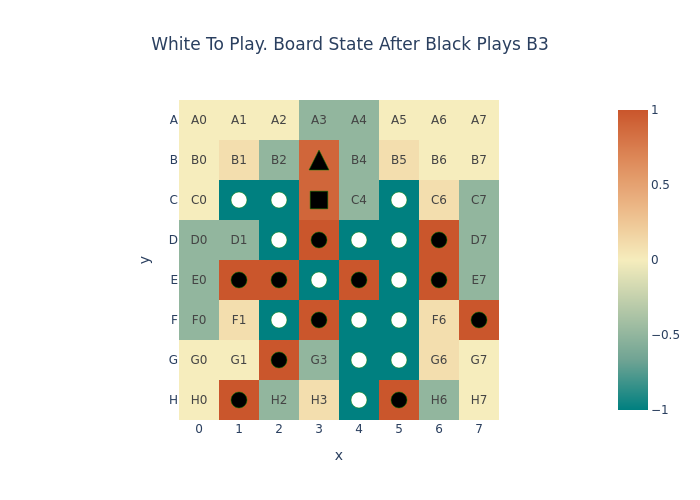 White To Play. Board State After Black Plays B3
A A0 A1 A2 A3 A4 A5 A6 A7
B B0 B1 B2 B4 B5 B6 B7
C C0 C4 C6 C7
D D0 D1 D7
E E0 E7
F F0 F1 F6
G G0 G1 G3 G6 G7
H H0 H2 H3 H6 H7
0 1 2 3 4 5 6 7
x
y
1
0.5
0
−0.5
−1